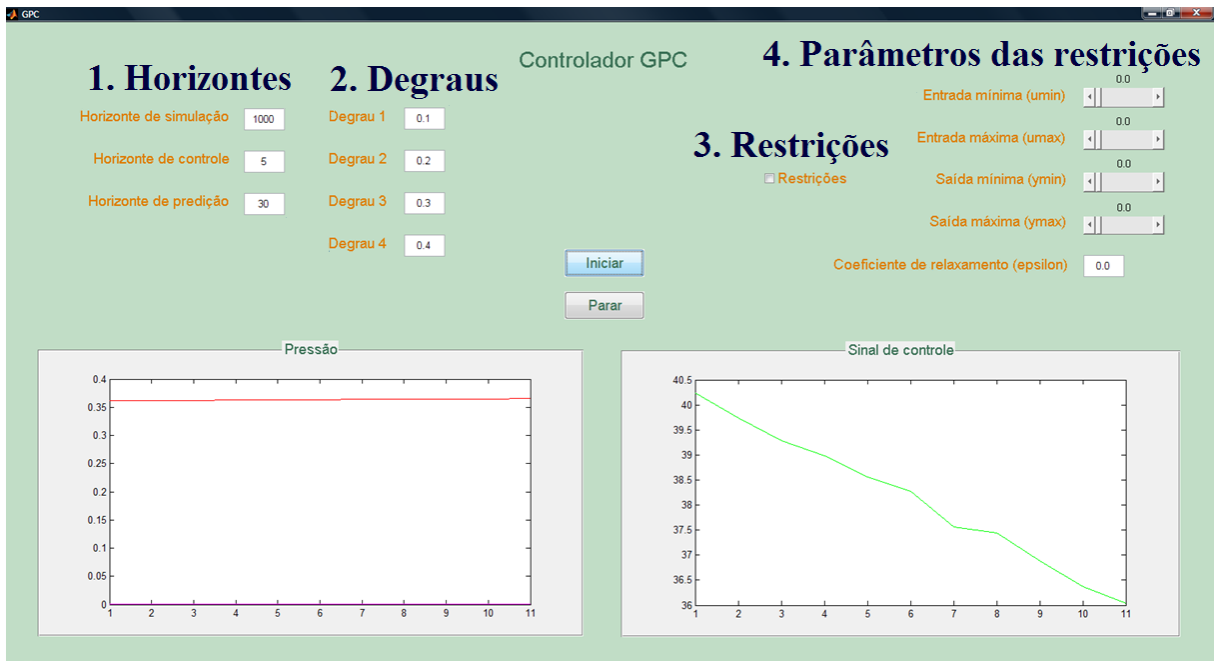 GPC
Controlador GPC
1. Horizontes
Horizonte de simulação 1000
Horizonte de controle 5
Horizonte de predição 30
2. Degraus
Degrau 1 0.1
Degrau 2 0.2
Degrau 3 0.3
Degrau 4 0.4
3. Restrições
Restrições
4. Parâmetros das restrições
0.0
Entrada mínima (umin)
0.0
Entrada máxima (umax)
0.0
Saída mínima (ymin)
0.0
Saída máxima (ymax)
Coeficiente de relaxamento (epsilon) 0.0
Iniciar
Parar
Pressão
0.4
0.35
0.3
0.25
0.2
0.15
0.1
0.05
0
1 2 3 4 5 6 7 8 9 10 11
Sinal de controle
40.5
40
39.5
39
38.5
38
37.5
37
36.5
36
1 2 3 4 5 6 7 8 9 10 11